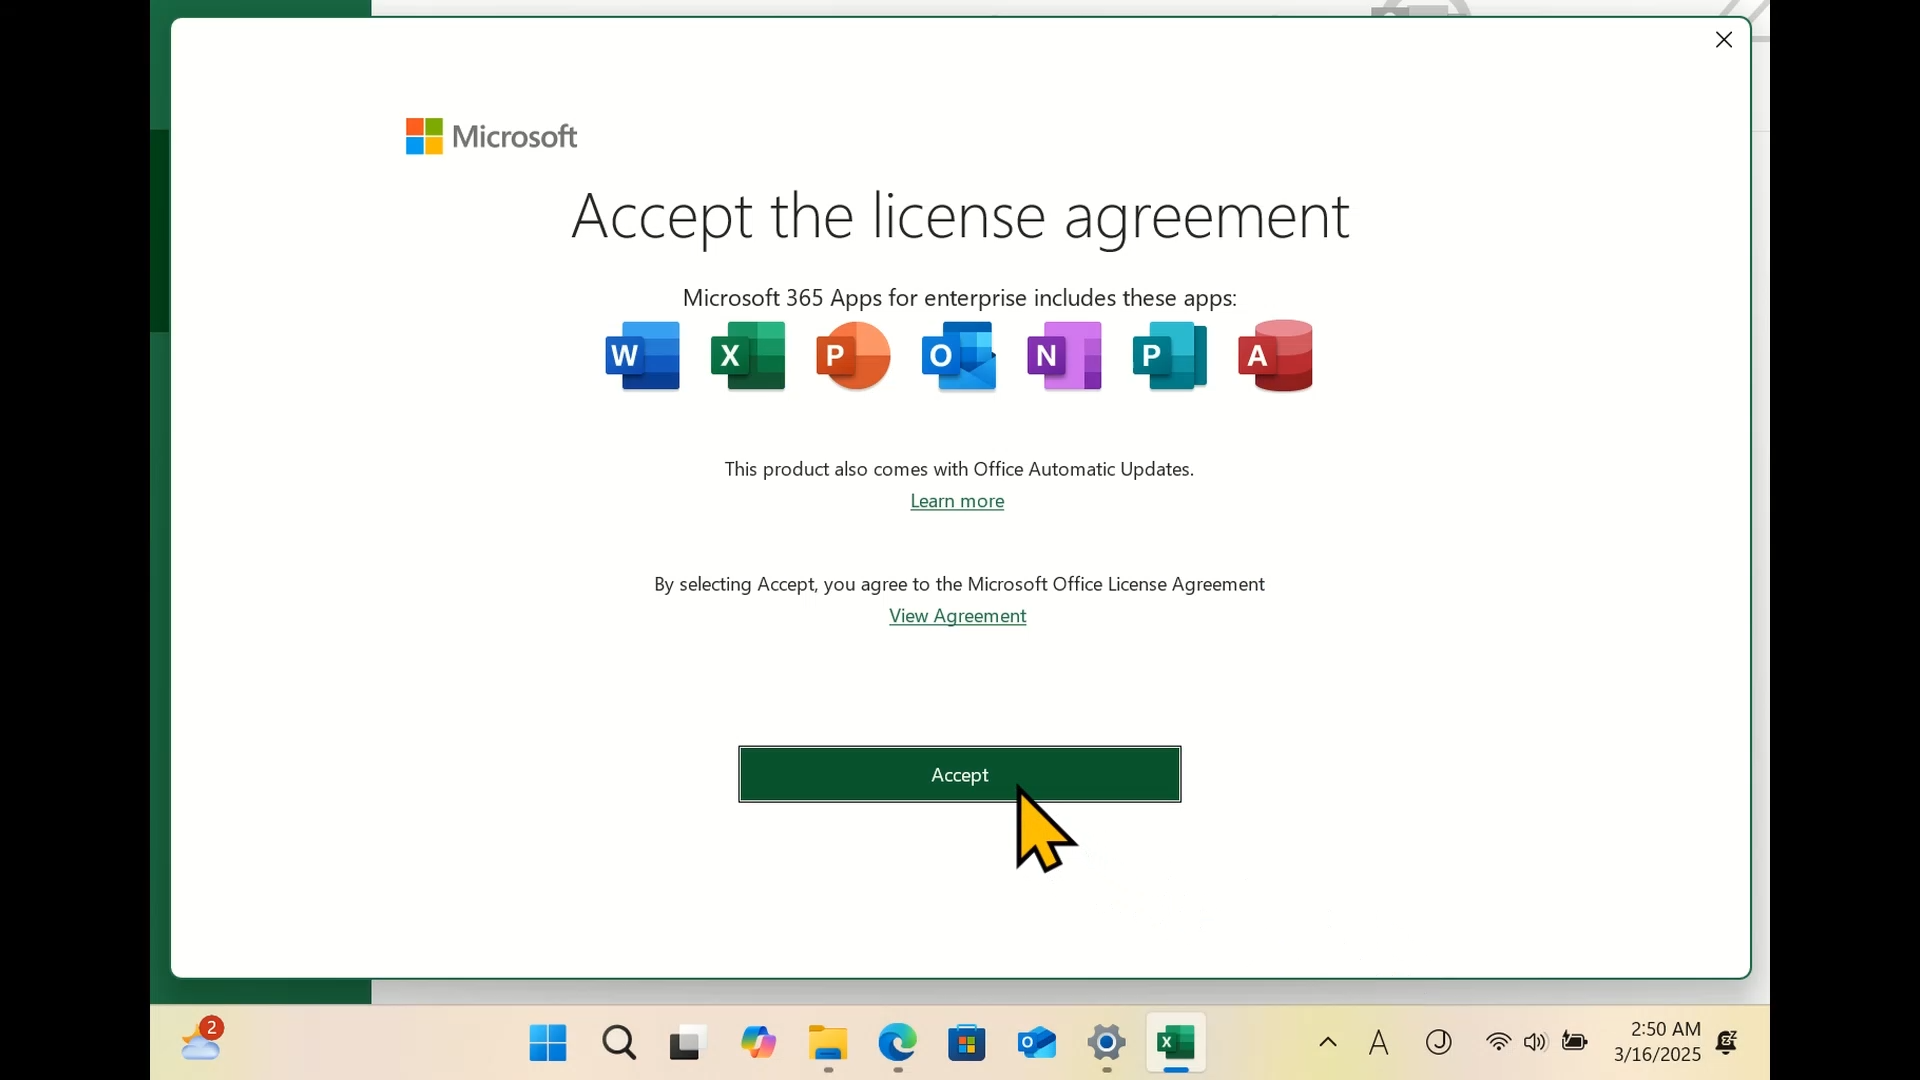 Microsoft
Accept the license agreement
Microsoft 365 Apps for enterprise includes these apps:
W X P O N P A
This product also comes with Office Automatic Updates.
Learn more
By selecting Accept, you agree to the Microsoft Office License Agreement
View Agreement
Accept
2
2:50 AM
3/16/2025